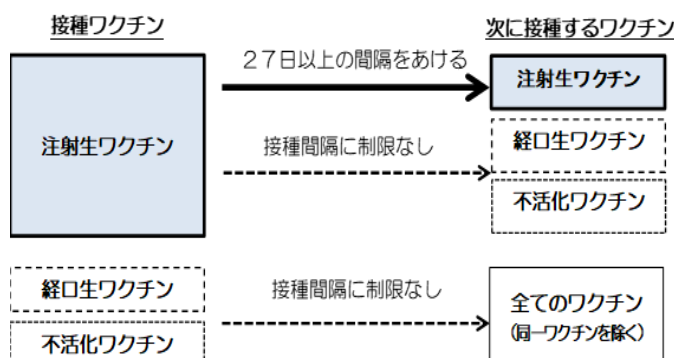 接種ワクチン
次に接種するワクチン
27日以上の間隔をあける
注射生ワクチン
注射生ワクチン
接種間隔に制限なし
経口生ワクチン
不活化ワクチン
経口生ワクチン
不活化ワクチン
接種間隔に制限なし
全てのワクチン
(同一ワクチンを除く)